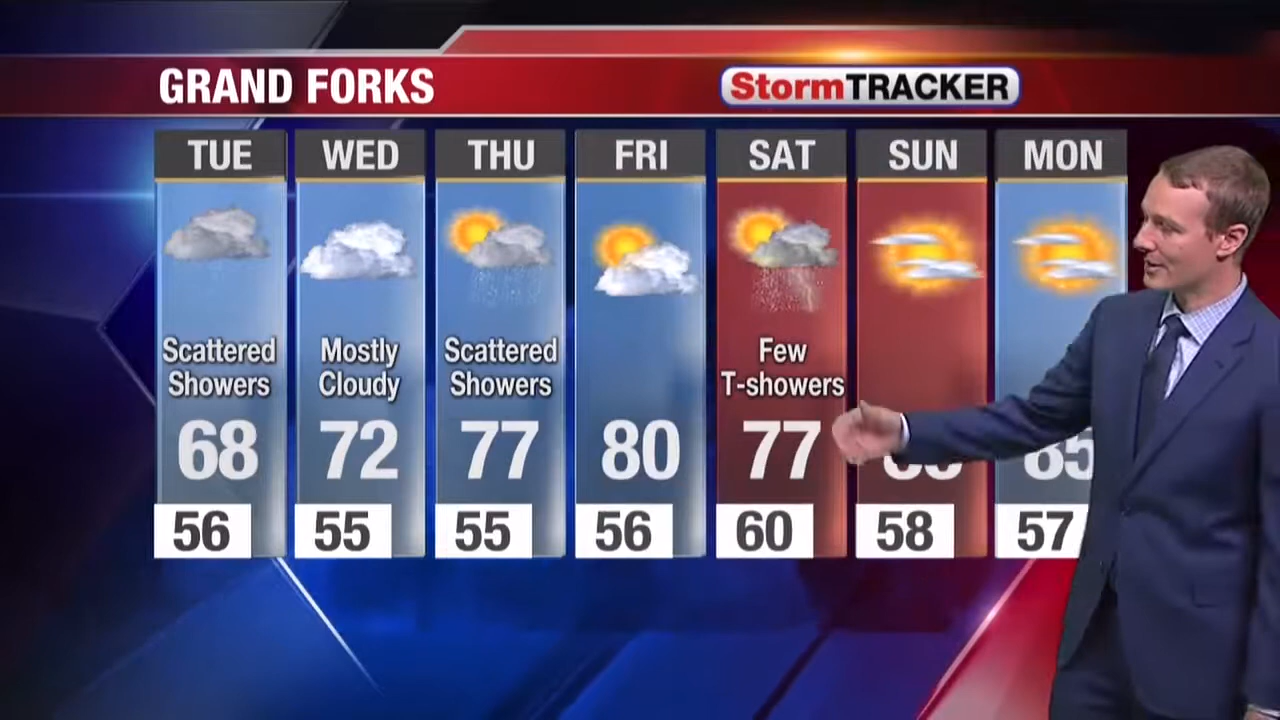 GRAND FORKS
StormTRACKER
TUE WED THU FRI SAT SUN MON
Scattered Showers
Mostly Cloudy
Scattered Showers
Few T-showers
68 72 77 80 77
56 55 55 56 60 58 57